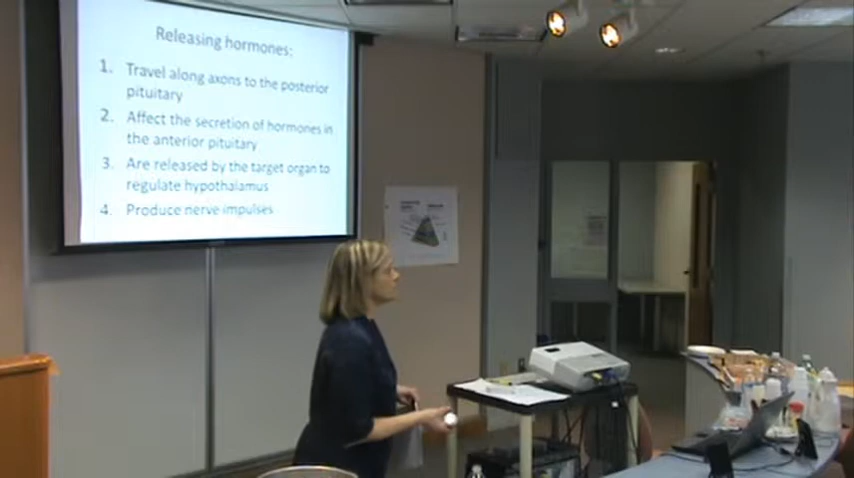 Releasing hormones:
1. Travel along axons to the posterior
pituitary
2. Affect the secretion of hormones in
the anterior pituitary
3. Are released by the target organ to
regulate hypothalamus
4. Produce nerve impulses